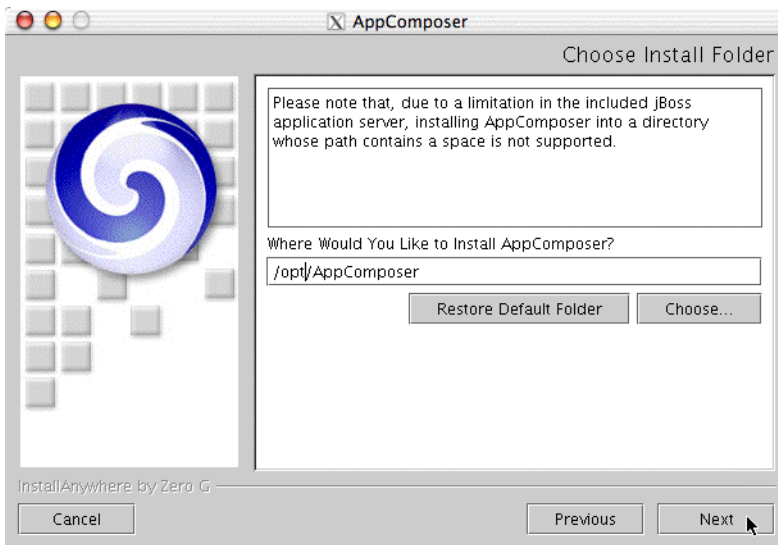 AppComposer
Choose Install Folder
Please note that, due to a limitation in the included jBoss
application server, installing AppComposer into a directory
whose path contains a space is not supported.
Where Would You Like to Install AppComposer?
/opt/AppComposer
Restore Default Folder
Choose...
InstallAnywhere by Zero G
Cancel
Previous
Next